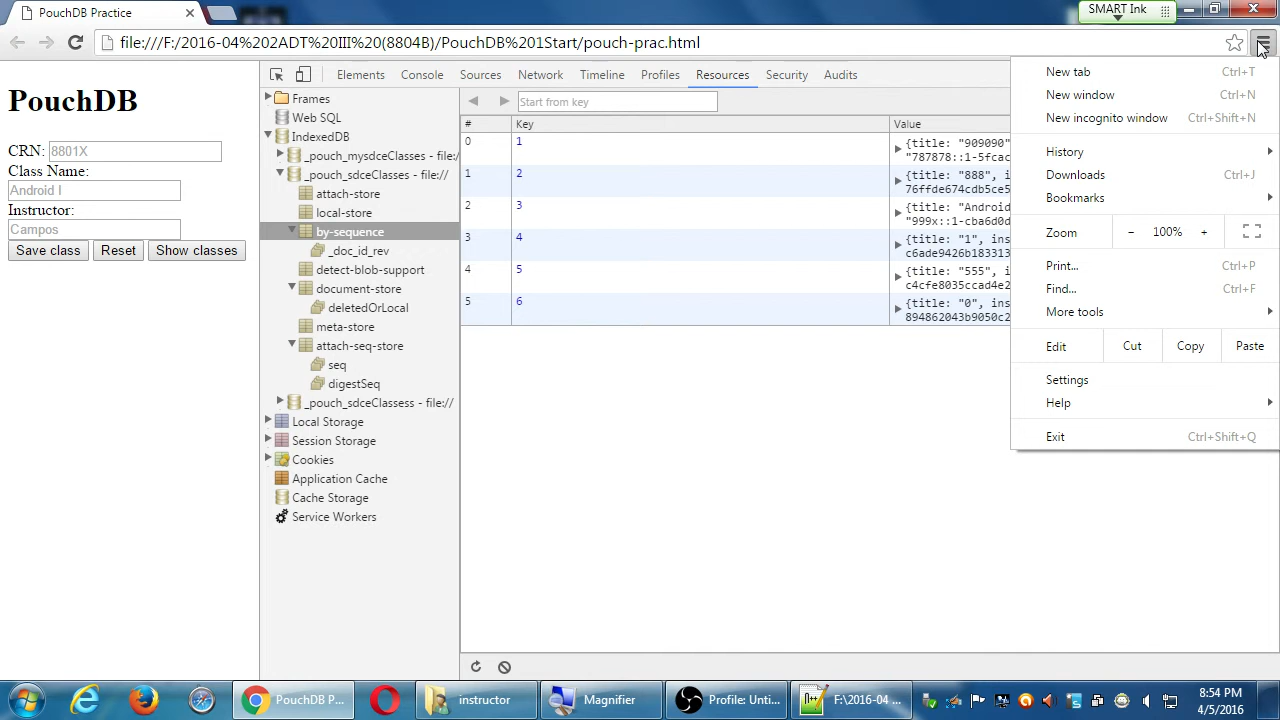 PouchDB Practice
SMART Ink
file:///F:/2016-04%202ADT%20III%20(8804B)/PouchDB%201Start/pouch-prac.html
PouchDB
CRN: 8801X
Class Name:
Android I
Instructor:
Campos
Save class Reset Show classes
Elements Console Sources Network Timeline Profiles Resources Security Audits
Frames
Web SQL
IndexedDB
_pouch_mysdceClasses - file:/
_pouch_sdceClasses - file://
attach-store
local-store
by-sequence
_doc_id_rev
detect-blob-support
document-store
deletedOrLocal
meta-store
attach-seq-store
seq
digestSeq
_pouch_sdceClassess - file://
Local Storage
Session Storage
Cookies
Application Cache
Cache Storage
Service Workers
Start from key
# Key Value
0 1 {title: "909090", i
"787878::1-5fcac
1 2 {title: "888", i
76ffde674cdb5ce5
2 3 {title: "Android
"999x::1-cba6d0d
3 4 {title: "1", ins
c6ade9426b183313
4 5 {title: "555", i
c4cfe8035ccad4e2
5 6 {title: "0", ins
894862043b9050c2
New tab Ctrl+T
New window Ctrl+N
New incognito window Ctrl+Shift+N
History
Downloads Ctrl+J
Bookmarks
Zoom − 100% +
Print... Ctrl+P
Find... Ctrl+F
More tools
Edit Cut Copy Paste
Settings
Help
Exit Ctrl+Shift+Q
PouchDB P...
instructor
Magnifier
Profile: Unti...
F:\2016-04 ...
8:54 PM
4/5/2016